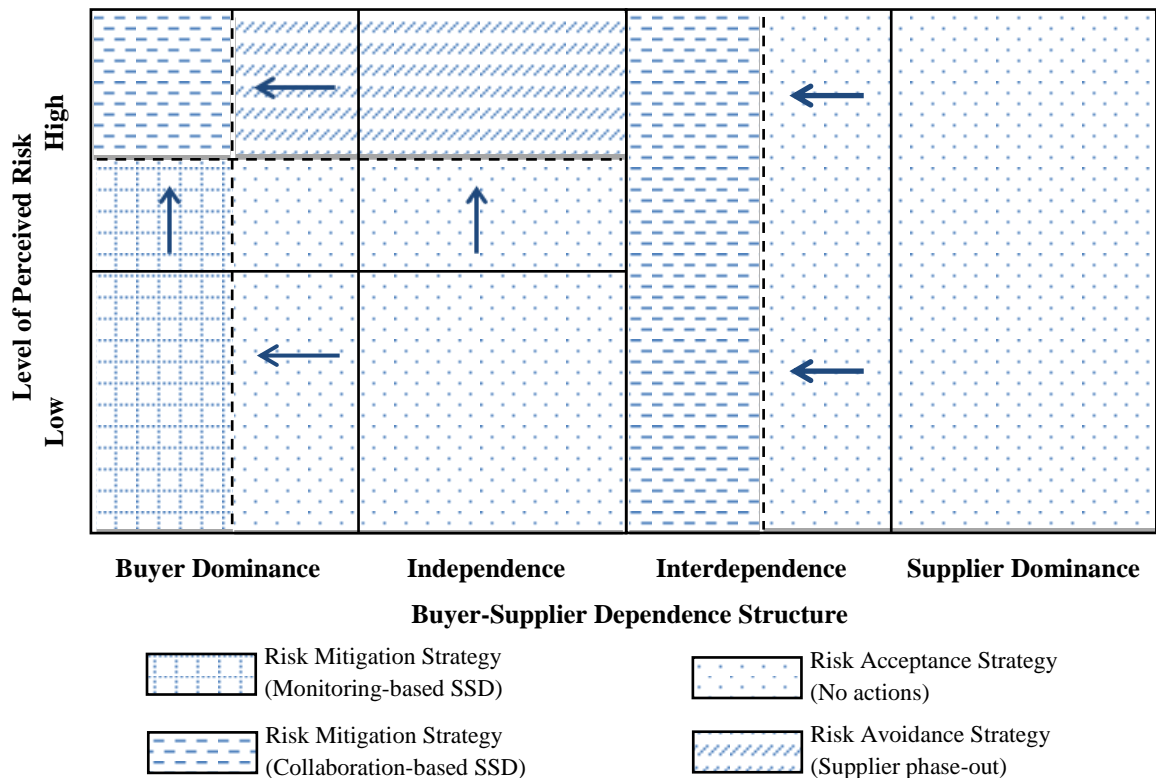 High
Low
Level of Perceived Risk
Buyer Dominance
Independence
Interdependence
Supplier Dominance
Buyer-Supplier Dependence Structure
Risk Mitigation Strategy
(Monitoring-based SSD)
Risk Acceptance Strategy
(No actions)
Risk Mitigation Strategy
(Collaboration-based SSD)
Risk Avoidance Strategy
(Supplier phase-out)